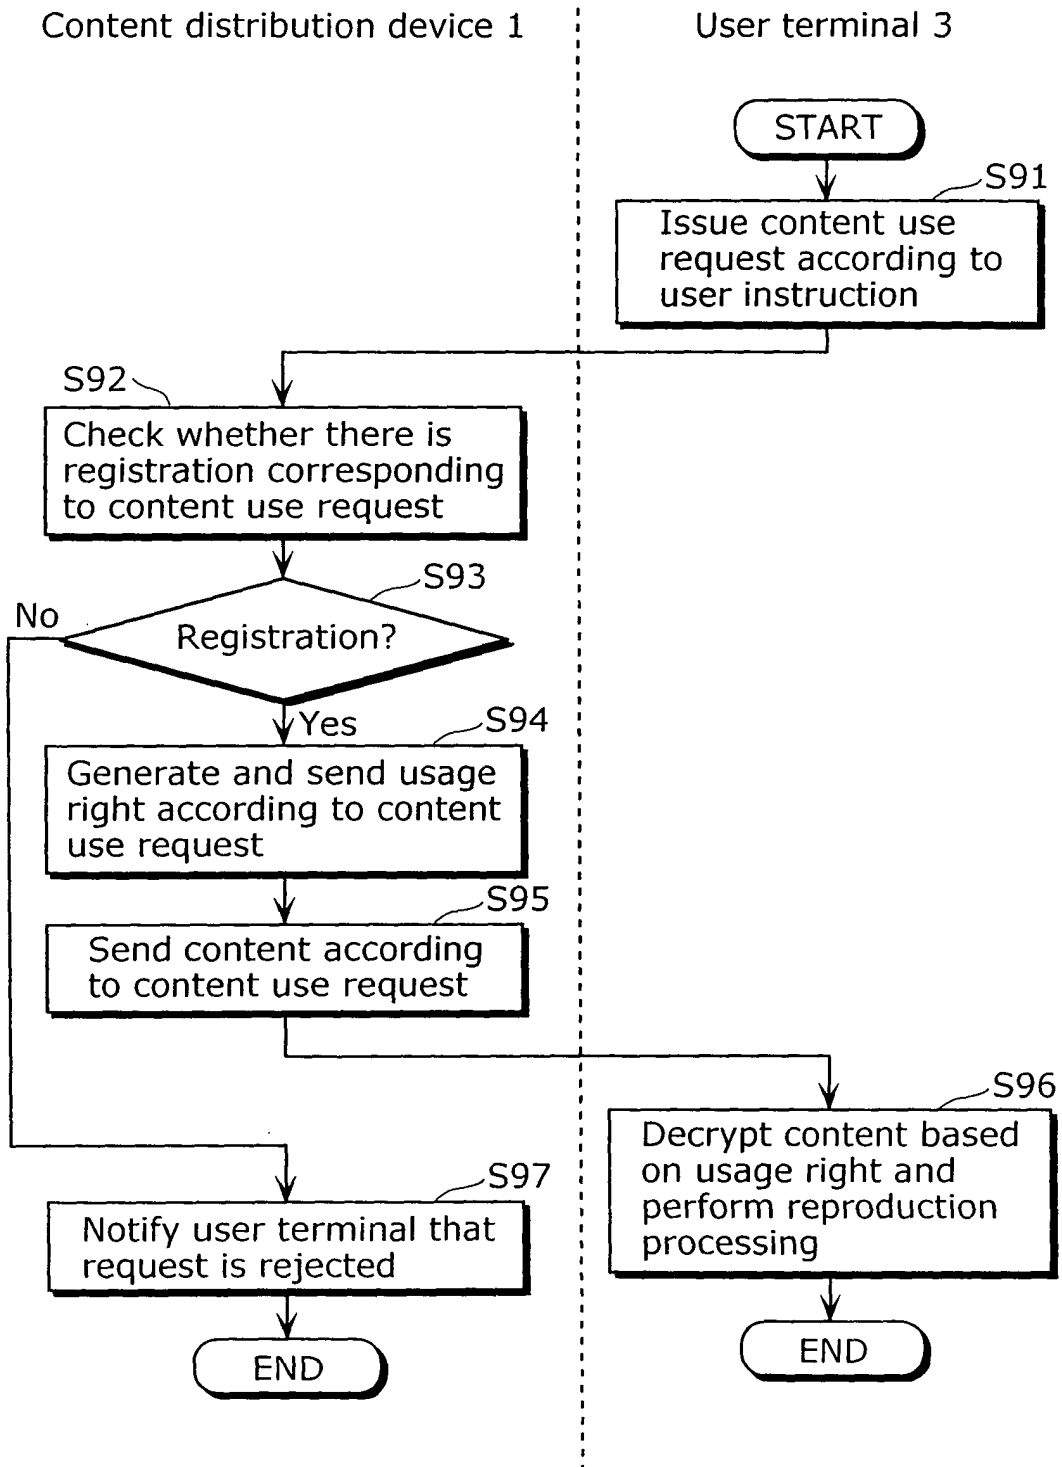 Content distribution device 1
User terminal 3
START
S91
Issue content use
request according to
user instruction
S92
Check whether there is
registration corresponding
to content use request
S93
No
Registration?
Yes
S94
Generate and send usage
right according to content
use request
S95
Send content according
to content use request
S96
Decrypt content based
on usage right and
perform reproduction
processing
S97
Notify user terminal that
request is rejected
END
END